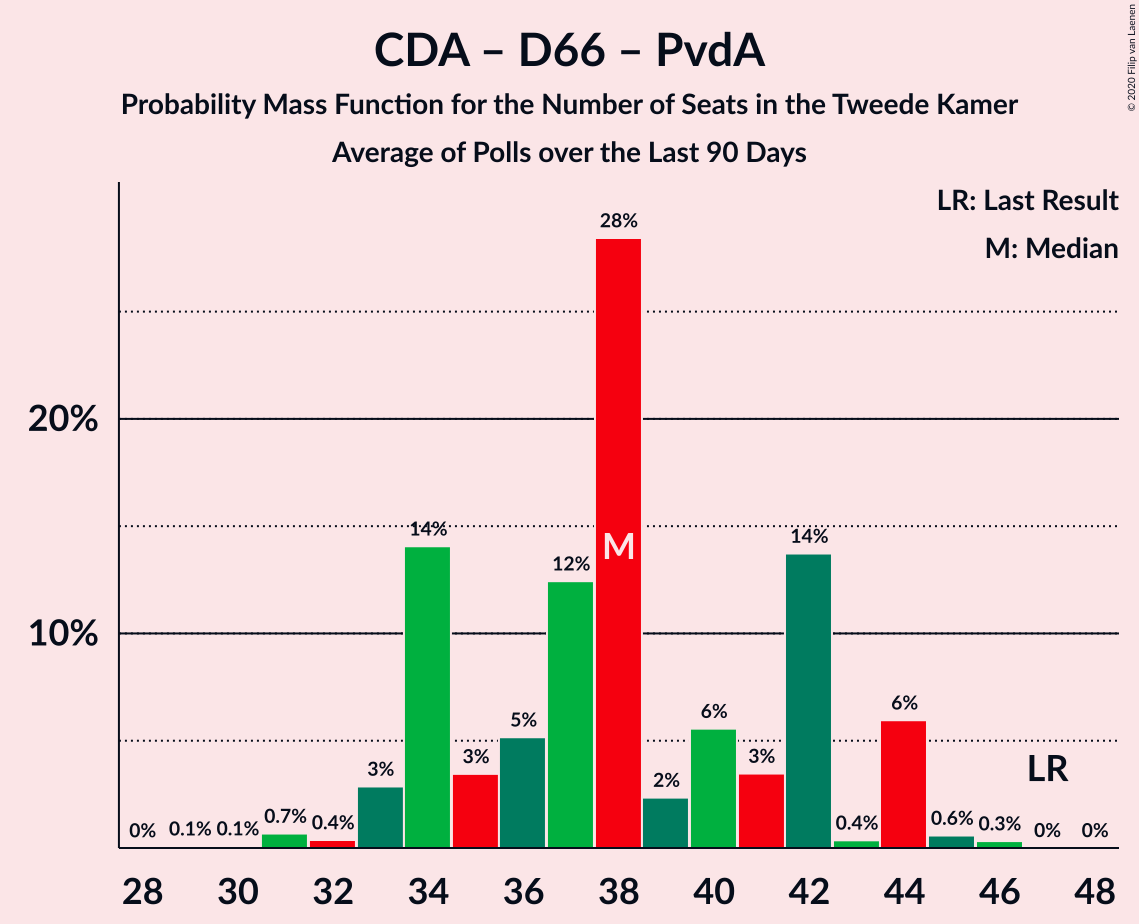 CDA – D66 – PvdA
Probability Mass Function for the Number of Seats in the Tweede Kamer
Average of Polls over the Last 90 Days
© 2020 Filip van Laenen
LR: Last Result
M: Median
20%
10%
0%
0.1%
0.1%
0.7%
0.4%
3%
14%
3%
5%
12%
28%
M
2%
6%
3%
14%
0.4%
6%
0.6%
0.3%
LR
0%
0%
28 30 32 34 36 38 40 42 44 46 48